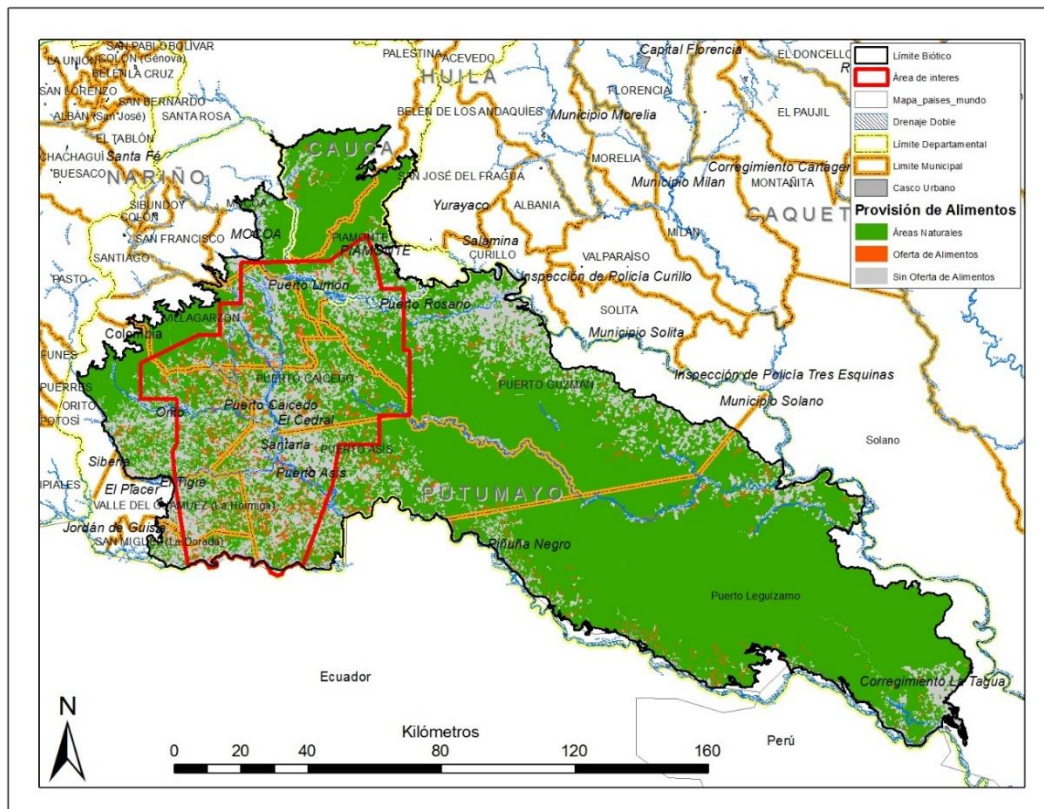 SAN PABLO
BOLÍVAR
LA UNIÓN
COLÓN (Génova)
BELÉN
LA CRUZ
SAN LORENZO
SAN BERNARDO
ALBÁN (San José)
SANTA ROSA
EL TABLÓN
CHACHAGUÍ
Santa Fé
BUESACO
NARIÑO
SIBUNDOY
COLÓN
SAN FRANCISCO
SANTIAGO
PASTO
MOCOA
MOCOA
CAUCA
PALESTINA
ACEVEDO
HUILA
BELÉN DE LOS ANDAQUÍES
SAN JOSÉ DEL FRAGUA
Capital Florencia
FLORENCIA
Municipio Morelia
MORELIA
Municipio Milan
EL DONCELLO
EL PAUJIL
Corregimiento Cartagen
MONTAÑITA
CAQUET
MILÁN
Yurayaco
ALBANIA
Salamina
CURILLO
VALPARAÍSO
Inspección de Policía Curillo
SOLITA
Municipio Solita
Inspección de Policía Tres Esquinas
Municipio Solano
Solano
PIAMONTE
PIAMONTE
Puerto Limón
Puerto Rosario
VILLAGARZÓN
Colombia
FUNES
PUERRES
ORITO
POTOSÍ
IPIALES
Orito
PUERTO CAICEDO
Puerto Caicedo
El Cedral
Santana
PUERTO ASÍS
Puerto Asís
PUERTO GUZMÁN
PUTUMAYO
Siberia
El Tigre
El Placer
VALLE DEL GUAMUEZ (La Hormiga)
Jordán de Guisia
SAN MIGUEL (La Dorada)
Piñuña Negro
Puerto Leguízamo
Corregimiento La Tagua
Ecuador
Perú
Límite Biótico
Área de interes
Mapa_paises_mundo
Drenaje Doble
Límite Departamental
Limite Municipal
Casco Urbano
Provisión de Alimentos
Áreas Naturales
Oferta de Alimentos
Sin Oferta de Alimentos
N
Kilómetros
0 20 40 80 120 160